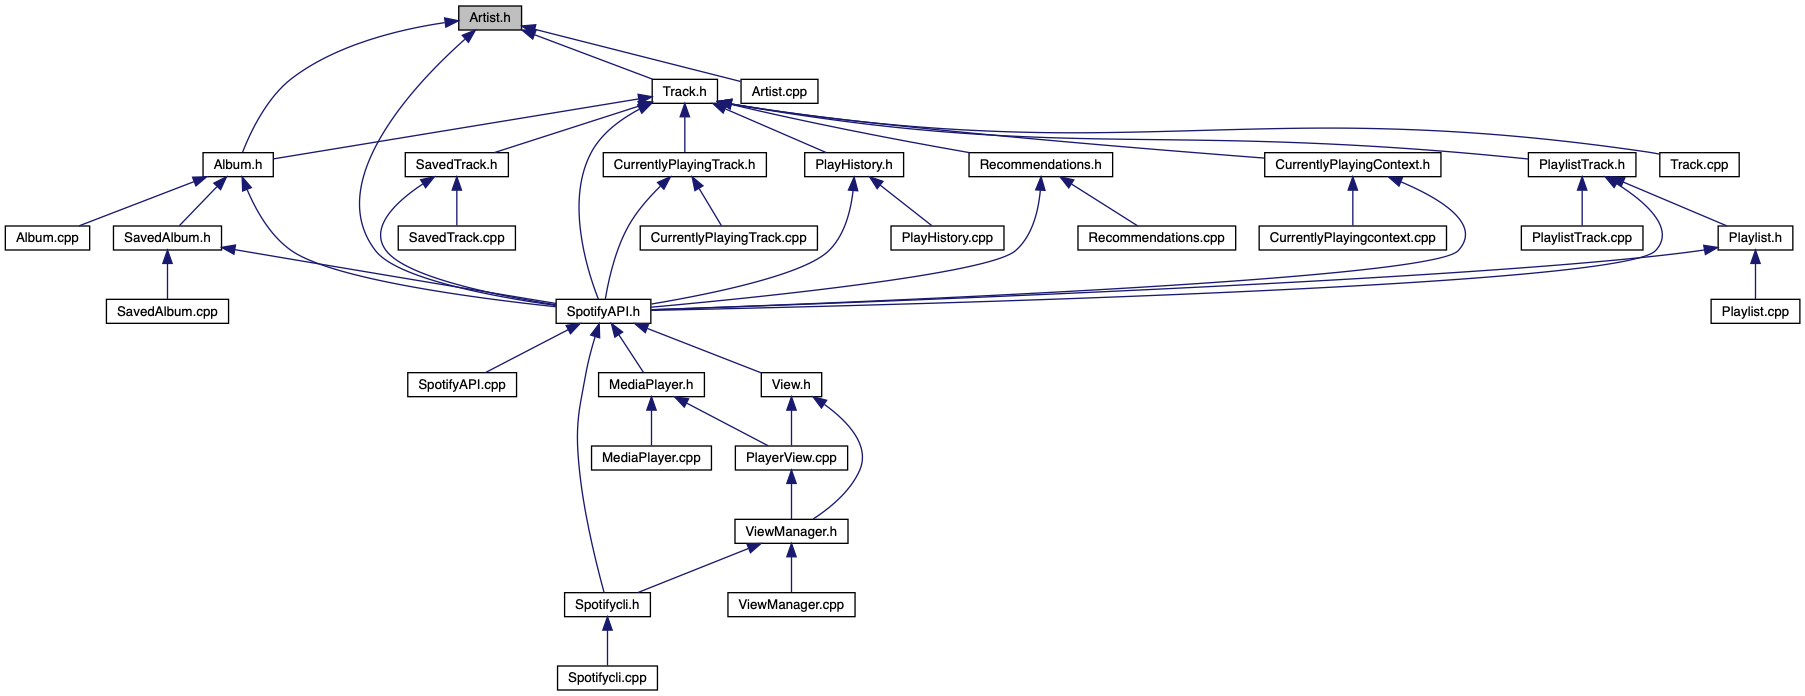 Artist.h
Track.h
Artist.cpp
Album.h
SavedTrack.h
CurrentlyPlayingTrack.h
PlayHistory.h
Recommendations.h
CurrentlyPlayingContext.h
PlaylistTrack.h
Track.cpp
Album.cpp
SavedAlbum.h
SavedTrack.cpp
CurrentlyPlayingTrack.cpp
PlayHistory.cpp
Recommendations.cpp
CurrentlyPlayingcontext.cpp
PlaylistTrack.cpp
Playlist.h
SavedAlbum.cpp
SpotifyAPI.h
Playlist.cpp
SpotifyAPI.cpp
MediaPlayer.h
View.h
MediaPlayer.cpp
PlayerView.cpp
ViewManager.h
Spotifycli.h
ViewManager.cpp
Spotifycli.cpp